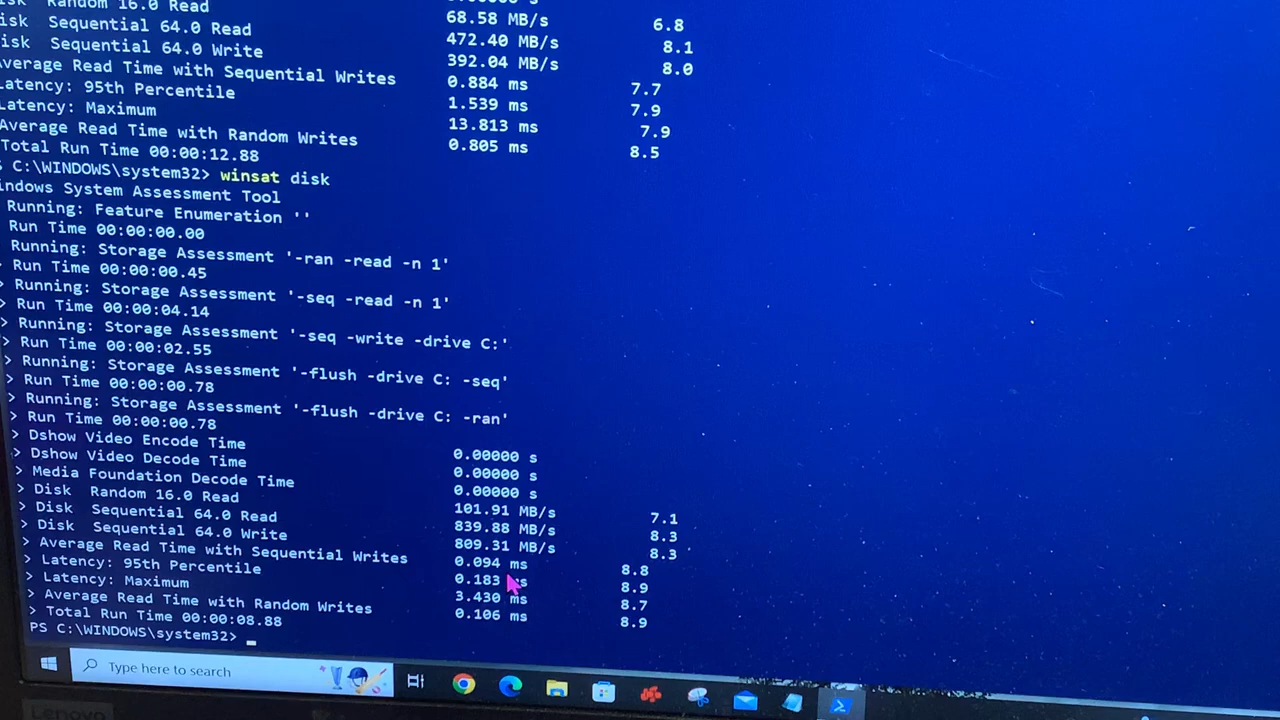 isk Random 16.0 Read
isk Sequential 64.0 Read 68.58 MB/s 6.8
isk Sequential 64.0 Write 472.40 MB/s 8.1
verage Read Time with Sequential Writes 392.04 MB/s 8.0
atency: 95th Percentile 0.884 ms 7.7
Latency: Maximum 1.539 ms 7.9
Average Read Time with Random Writes 13.813 ms 7.9
Total Run Time 00:00:12.88 0.805 ms 8.5
S C:\WINDOWS\system32> winsat disk
indows System Assessment Tool
Running: Feature Enumeration ''
Run Time 00:00:00.00
Running: Storage Assessment '-ran -read -n 1'
Run Time 00:00:00.45
> Running: Storage Assessment '-seq -read -n 1'
> Run Time 00:00:04.14
> Running: Storage Assessment '-seq -write -drive C:'
> Run Time 00:00:02.55
> Running: Storage Assessment '-flush -drive C: -seq'
> Run Time 00:00:00.78
> Running: Storage Assessment '-flush -drive C: -ran'
> Run Time 00:00:00.78
> Dshow Video Encode Time 0.00000 s
> Dshow Video Decode Time 0.00000 s
> Media Foundation Decode Time 0.00000 s
> Disk Random 16.0 Read 101.91 MB/s 7.1
> Disk Sequential 64.0 Read 839.88 MB/s 8.3
> Disk Sequential 64.0 Write 809.31 MB/s 8.3
> Average Read Time with Sequential Writes 0.094 ms 8.8
> Latency: 95th Percentile 0.183 s 8.9
> Latency: Maximum 3.430 ms 8.7
> Average Read Time with Random Writes 0.106 ms 8.9
> Total Run Time 00:00:08.88
PS C:\WINDOWS\system32>
Type here to search
Lenovo